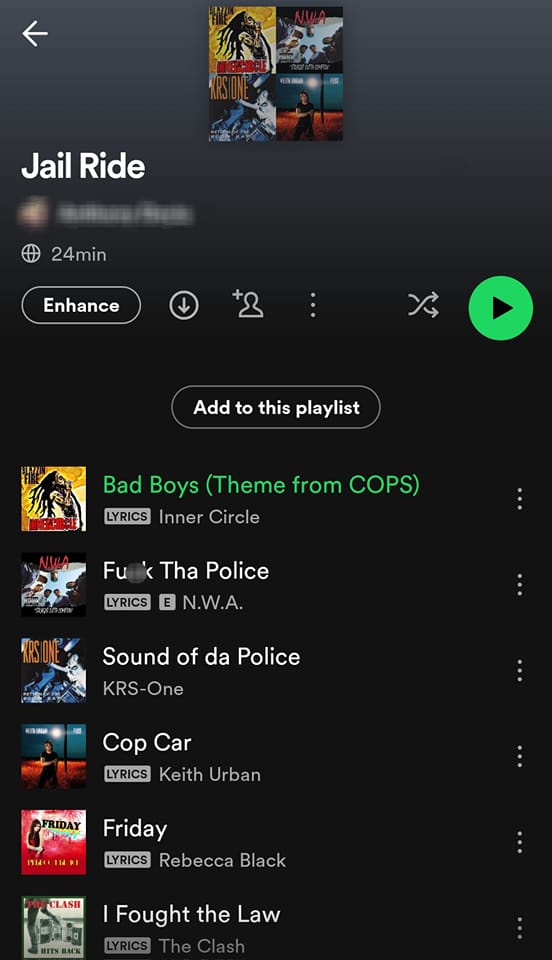 Jail Ride
24min
Enhance
Add to this playlist
Bad Boys (Theme from COPS)
LYRICS Inner Circle
Fu k Tha Police
LYRICS E N.W.A.
Sound of da Police
KRS-One
Cop Car
LYRICS Keith Urban
FRIDAY
Friday
LYRICS Rebecca Black
I Fought the Law
LYRICS The Clash